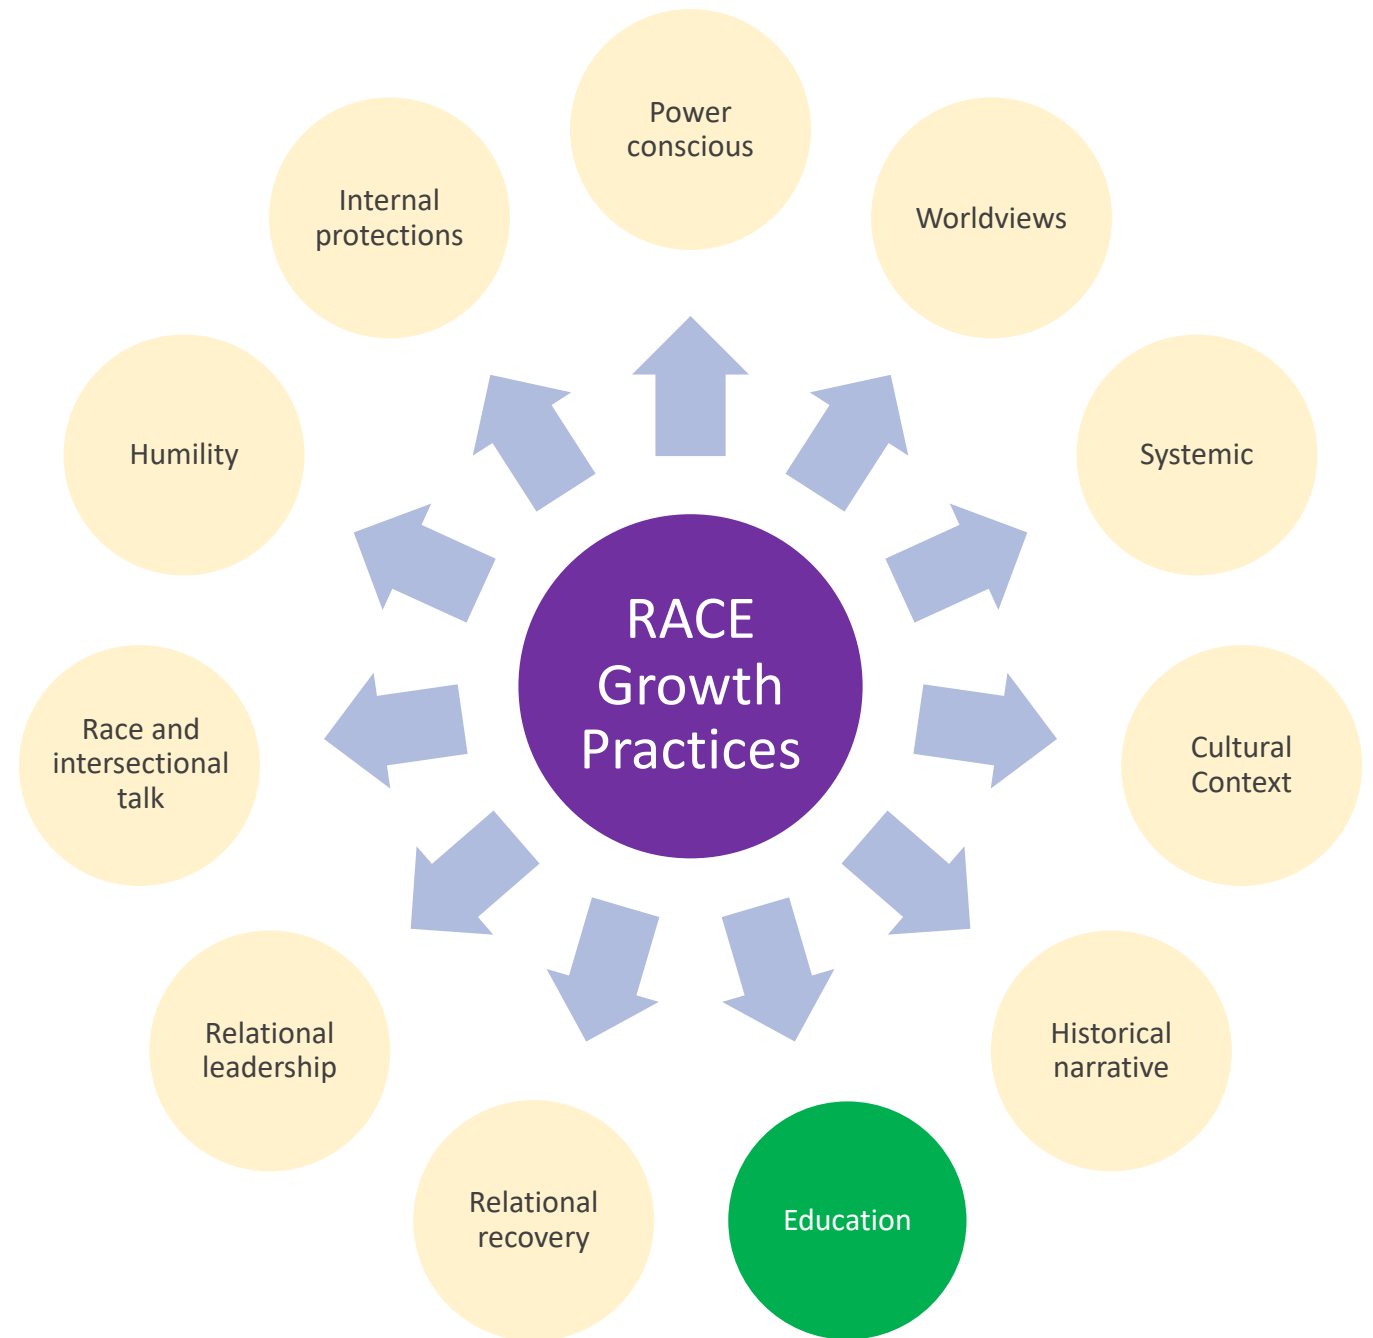 Power
conscious
Worldviews
Systemic
Cultural
Context
Historical
narrative
Education
Relational
recovery
Relational
leadership
Race and
intersectional
talk
Humility
Internal
protections
RACE
Growth
Practices